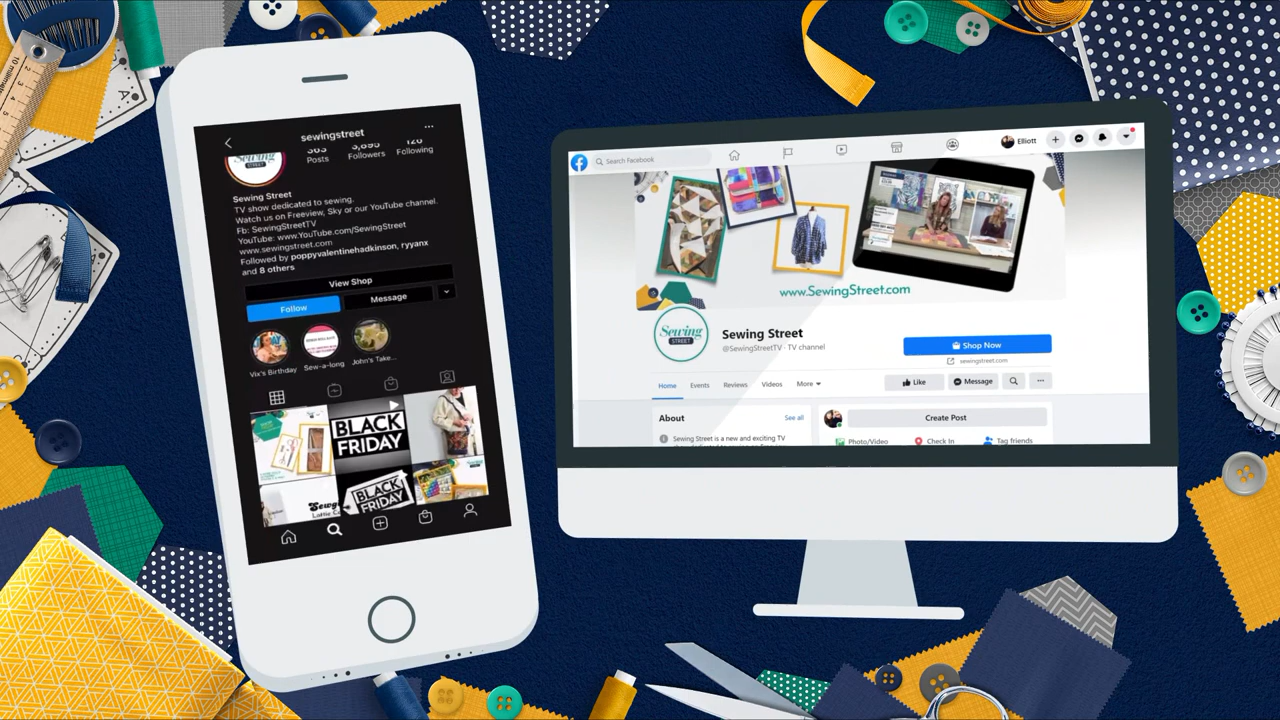 sewingstreet
Posts
Followers
Following
Sewing
STREET
Sewing Street
TV show dedicated to sewing.
Watch us on Freeview, Sky or our YouTube channel.
Fb: SewingStreetTV
YouTube: www.YouTube.com/SewingStreet
www.sewingstreet.com
Followed by poppyvalentinehadkinson, ryyanx
and 8 others
View Shop
Follow
Message
Vix's Birthday
Sew-a-long
John's Take...
BLACK
FRIDAY
BLACK
FRIDAY
Search Facebook
Elliott
www.SewingStreet.com
Sewing
STREET
Sewing Street
@SewingStreetTV · TV channel
Shop Now
sewingstreet.com
Home
Events
Reviews
Videos
More
Like
Message
About
See all
Sewing Street is a new and exciting TV
Create Post
Photo/Video
Check In
Tag friends